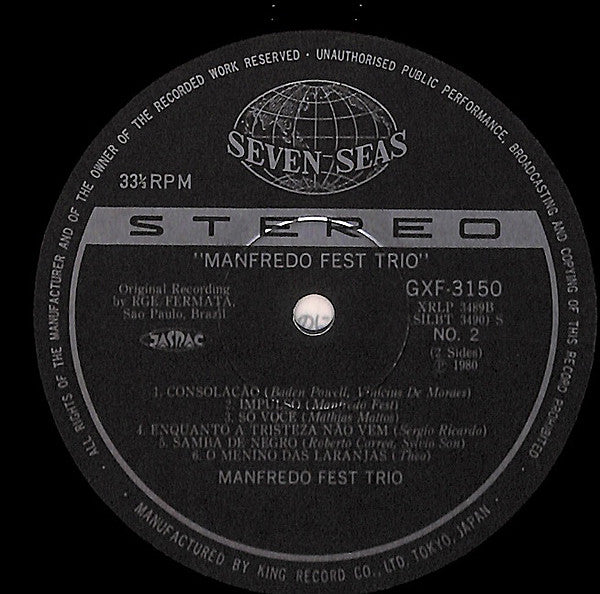 ALL RIGHTS OF THE MANUFACTURER AND OF THE OWNER OF THE RECORDED WORK RESERVED · UNAUTHORISED PUBLIC PERFORMANCE, BROADCASTING AND COPYING OF THIS RECORD PROHIBITED
SEVEN-SEAS
33⅓RPM
STEREO
"MANFREDO FEST TRIO"
Original Recording
by RGE-FERMATA,
Sao Paulo, Brazil
JASRAC
GXF-3150
XRLP 3489B
(SILBT 3490) S
NO. 2
(2 Sides)
℗ 1980
1. CONSOLAÇÃO (Baden Powell, Vinicius De Moraes)
2. IMPULSO (Manfredo Fest)
3. SO VOCE (Mathias Mattos)
4. ENQUANTO A TRISTEZA NÃO VEM (Sergio Ricardo)
5. SAMBA DE NEGRO (Roberto Correa, Sylvio Son)
6. O MENINO DAS LARANJAS (Theo)
MANFREDO FEST TRIO
· MANUFACTURED BY KING RECORD CO., LTD. TOKYO, JAPAN ·